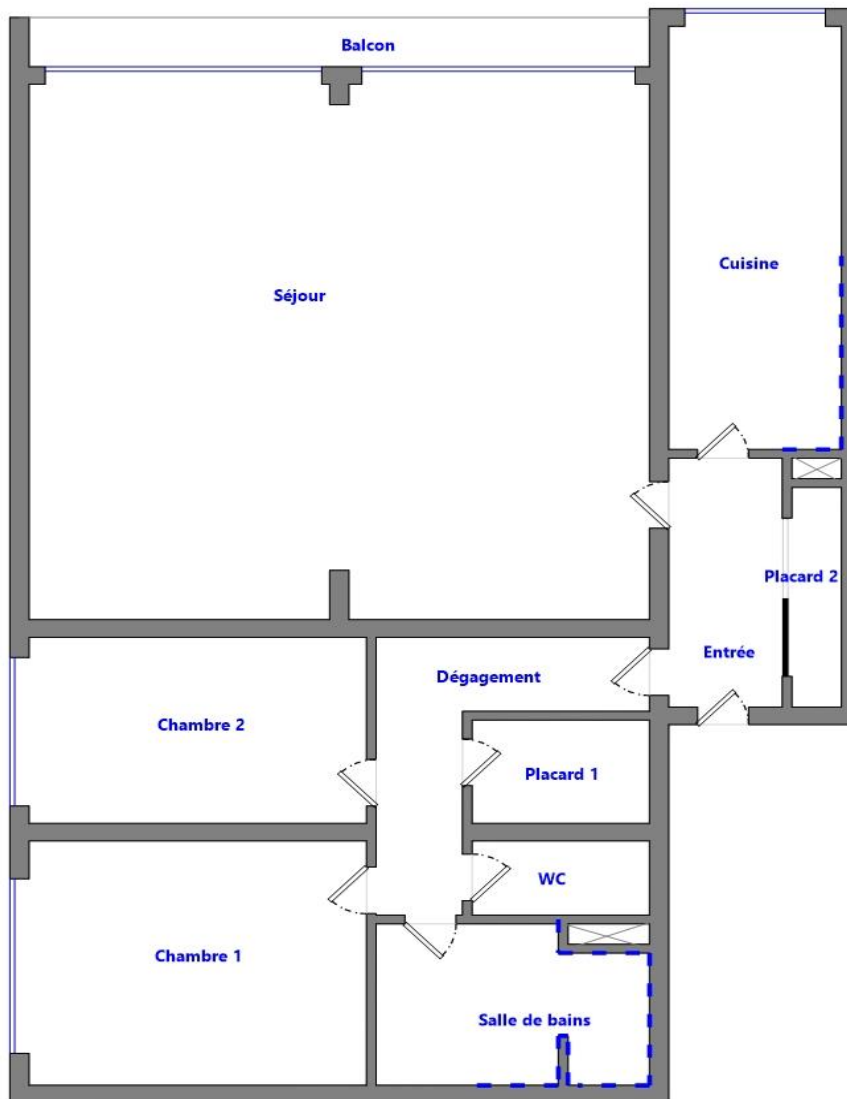 Balcon
Cuisine
Séjour
Placard 2
Entrée
Dégagement
Chambre 2
Placard 1
WC
Chambre 1
Salle de bains